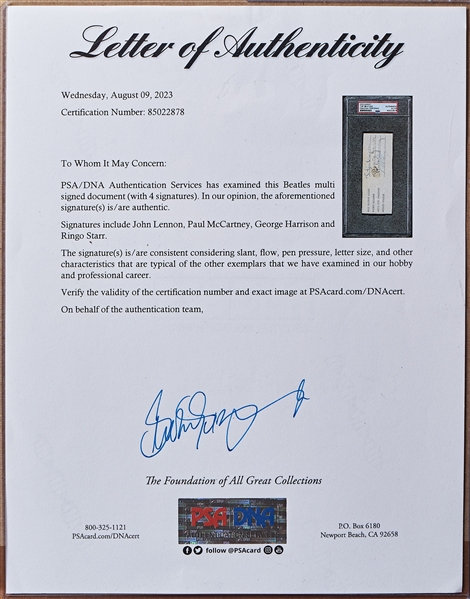 Letter of Authenticity
Wednesday, August 09, 2023
Certification Number: 85022878
To Whom It May Concern:
PSA/DNA Authentication Services has examined this Beatles multi
signed document (with 4 signatures). In our opinion, the aforementioned
signature(s) is/are authentic.
Signatures include John Lennon, Paul McCartney, George Harrison and
Ringo Starr.
The signature(s) is/are consistent considering slant, flow, pen pressure, letter size, and other
characteristics that are typical of the other exemplars that we have examined in our hobby
and professional career.
Verify the validity of the certification number and exact image at PSAcard.com/DNAcert.
On behalf of the authentication team,
The Foundation of All Great Collections
800-325-1121
PSAcard.com/DNAcert
PSA DNA
follow @PSAcard
P.O. Box 6180
Newport Beach, CA 92658